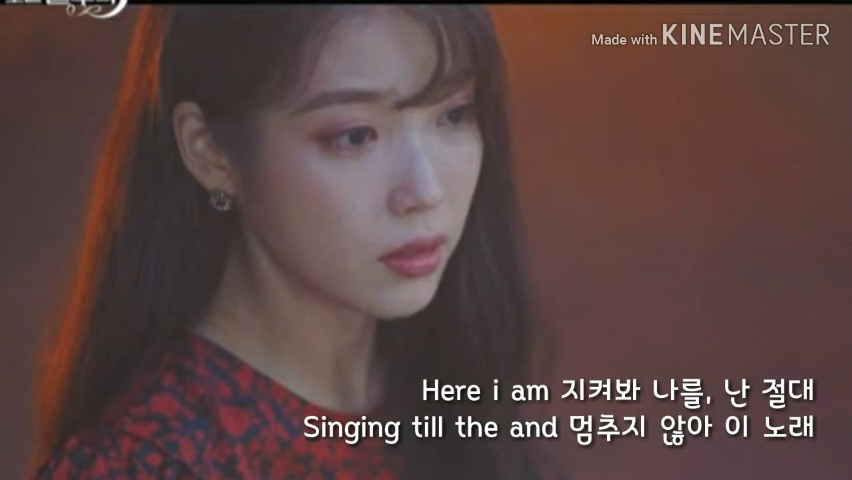 Made with KINEMASTER
Here i am 지켜봐 나를, 난 절대
Singing till the and 멈추지 않아 이 노래